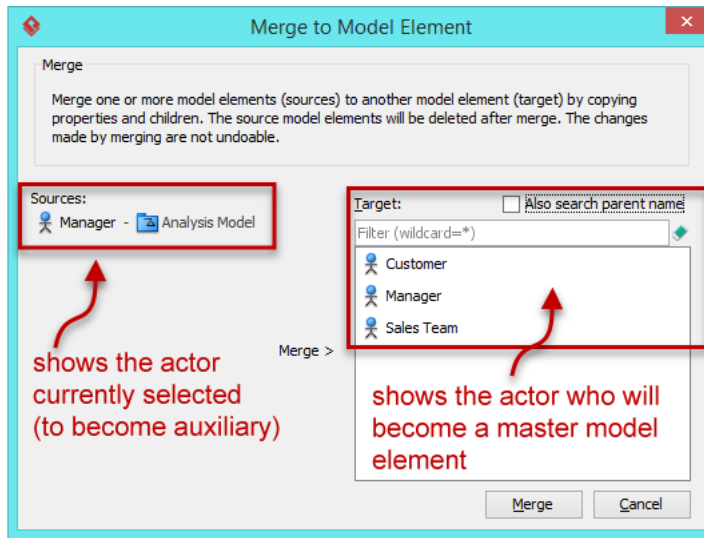 Merge to Model Element
Merge
Merge one or more model elements (sources) to another model element (target) by copying
properties and children. The source model elements will be deleted after merge. The changes
made by merging are not undoable.
Sources:
Manager - Analysis Model
Target:
Also search parent name
Filter (wildcard=*)
Customer
Manager
Sales Team
Merge >
shows the actor
currently selected
(to become auxiliary)
shows the actor who will
become a master model
element
Merge
Cancel